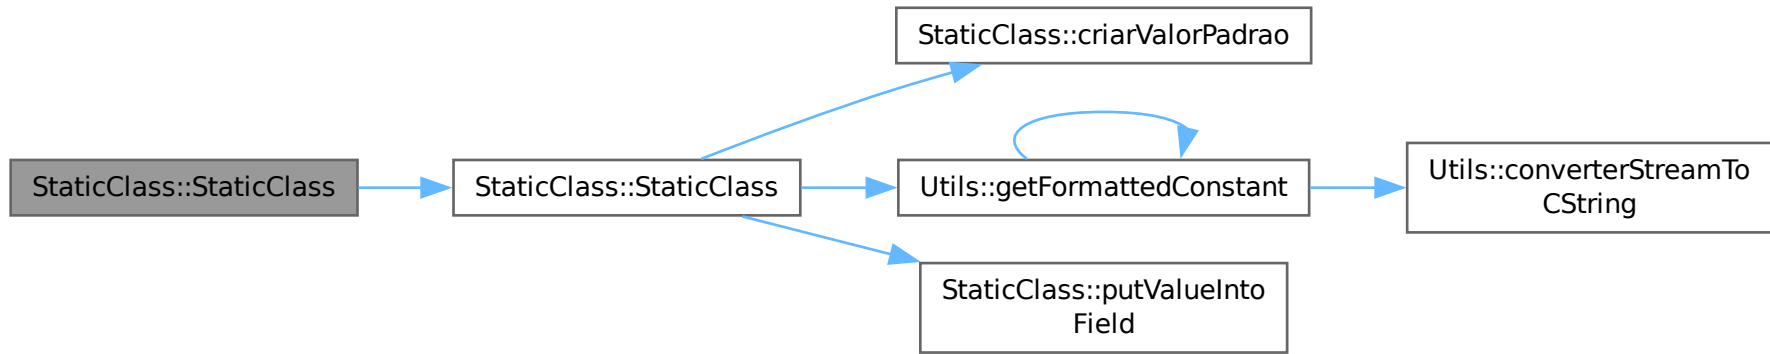 StaticClass::criarValorPadrao
StaticClass::StaticClass
StaticClass::StaticClass
Utils::getFormattedConstant
Utils::converterStreamTo
CString
StaticClass::putValueInto
Field